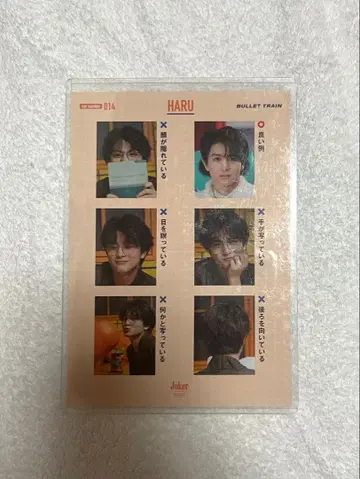 014
HARU
BULLET TRAIN
×顔が隠れている
○良い例
×目を瞑っている
×手が写っている
×何かと写っている
×後ろを向いている
Joker